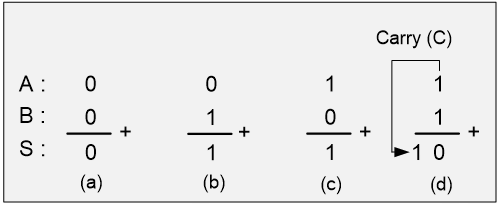 Carry (C)
A : 0 0 1 1
B : 0 + 1 + 0 + 1 +
S : 0 1 1 1 0
(a) (b) (c) (d)